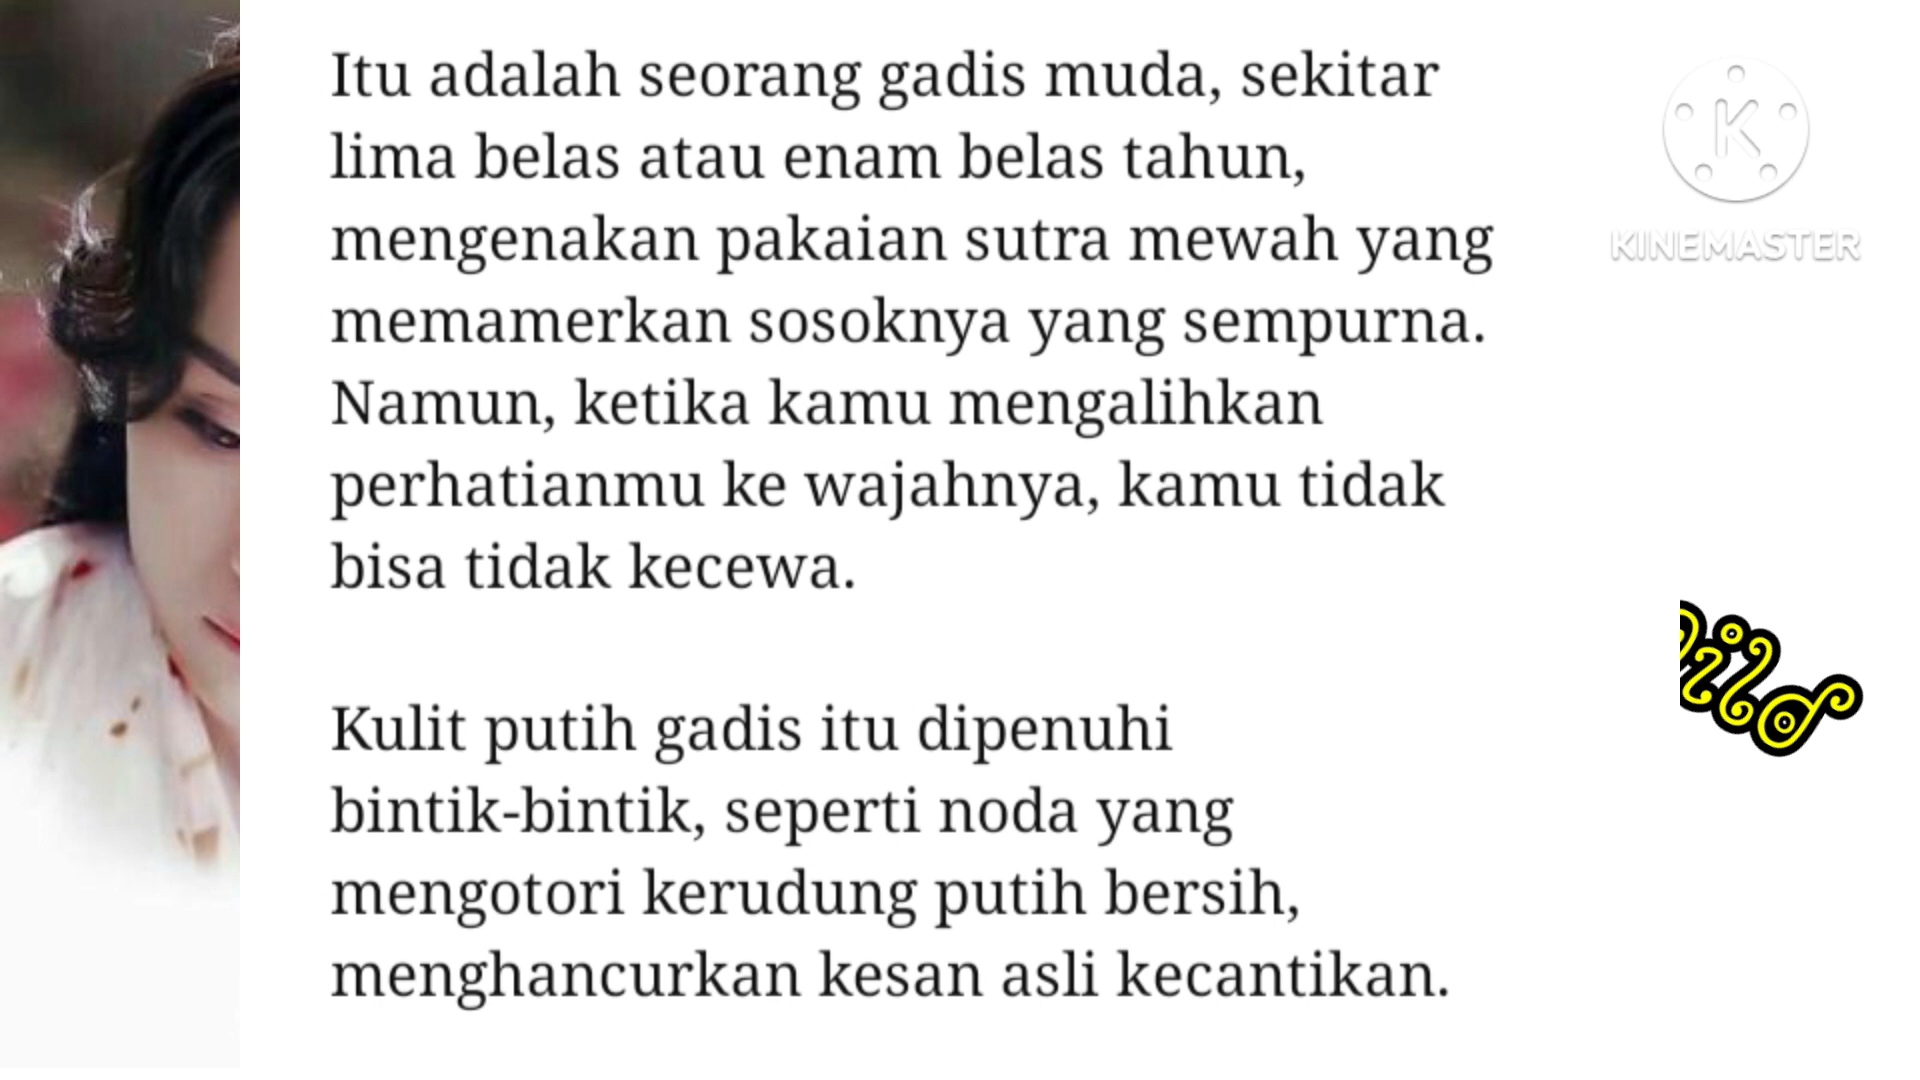 Itu adalah seorang gadis muda, sekitar
lima belas atau enam belas tahun,
mengenakan pakaian sutra mewah yang
memamerkan sosoknya yang sempurna.
Namun, ketika kamu mengalihkan
perhatianmu ke wajahnya, kamu tidak
bisa tidak kecewa.
Kulit putih gadis itu dipenuhi
bintik-bintik, seperti noda yang
mengotori kerudung putih bersih,
menghancurkan kesan asli kecantikan.
K
KINEMASTER